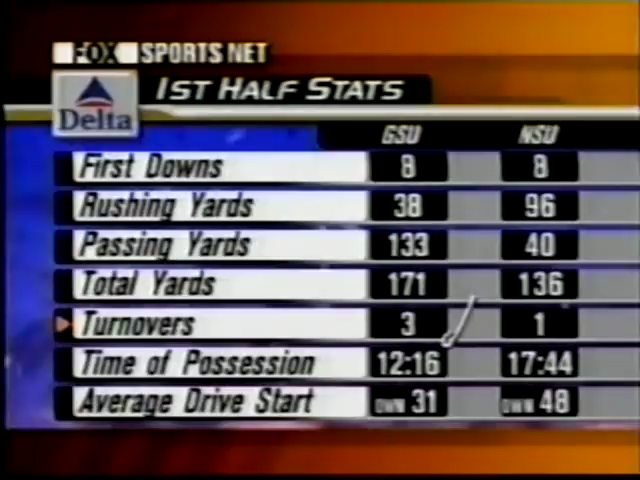 FOX SPORTS NET
Delta
1ST HALF STATS
GSU NSU
First Downs 8 8
Rushing Yards 38 96
Passing Yards 133 40
Total Yards 171 136
Turnovers 3 1
Time of Possession 12:16 17:44
Average Drive Start OWN 31 OWN 48